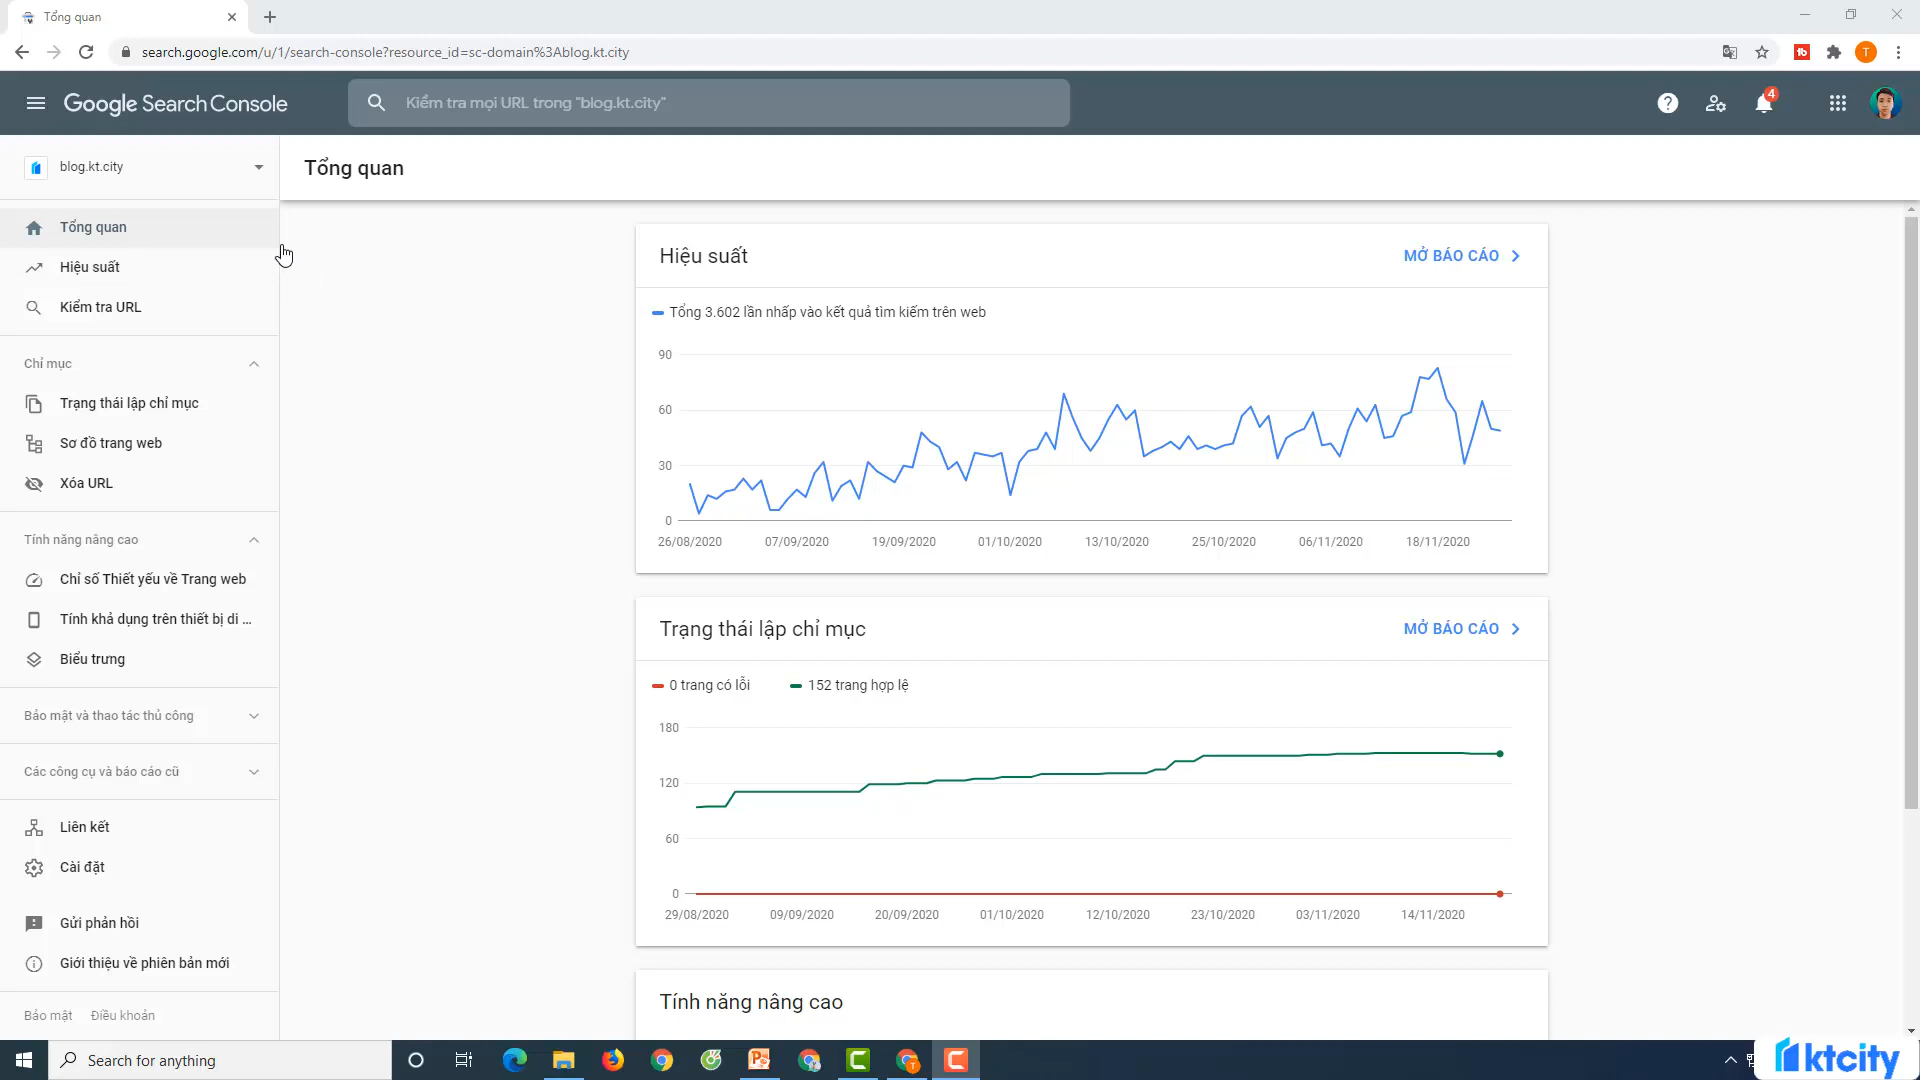 Tổng quan
search.google.com/u/1/search-console?resource_id=sc-domain%3Ablog.kt.city
tb
T
Google Search Console
Kiểm tra mọi URL trong "blog.kt.city"
4
blog.kt.city
Tổng quan
Tổng quan
Hiệu suất
Kiểm tra URL
Chỉ mục
Trạng thái lập chỉ mục
Sơ đồ trang web
Xóa URL
Tính năng nâng cao
Chỉ số Thiết yếu về Trang web
Tính khả dụng trên thiết bị di ...
Biểu trưng
Bảo mật và thao tác thủ công
Các công cụ và báo cáo cũ
Liên kết
Cài đặt
Gửi phản hồi
Giới thiệu về phiên bản mới
Bảo mật Điều khoản
Hiệu suất
MỞ BÁO CÁO
Tổng 3.602 lần nhấp vào kết quả tìm kiếm trên web
90
60
30
0
26/08/2020 07/09/2020 19/09/2020 01/10/2020 13/10/2020 25/10/2020 06/11/2020 18/11/2020
Trạng thái lập chỉ mục
MỞ BÁO CÁO
0 trang có lỗi 152 trang hợp lệ
180
120
60
0
29/08/2020 09/09/2020 20/09/2020 01/10/2020 12/10/2020 23/10/2020 03/11/2020 14/11/2020
Tính năng nâng cao
Search for anything
ktcity